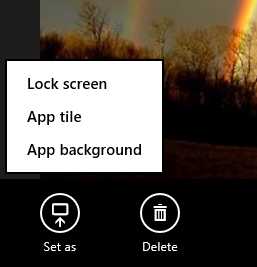 Lock screen
App tile
App background
Set as
Delete